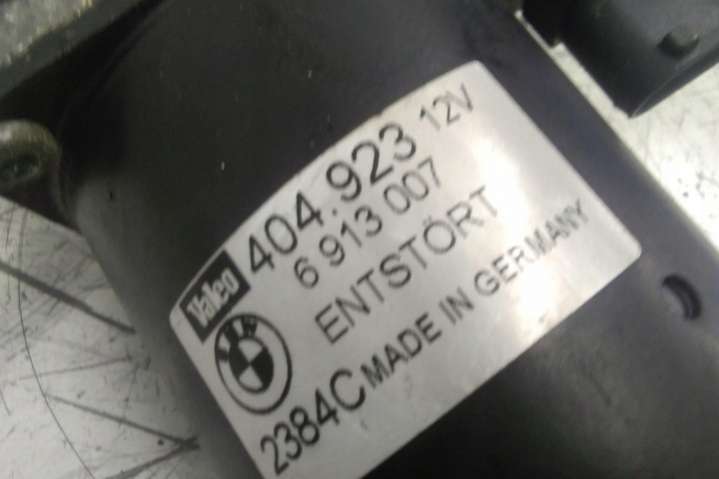 Valeo 404.923 12V
6 913 007
ENTSTÖRT
2384C MADE IN GERMANY